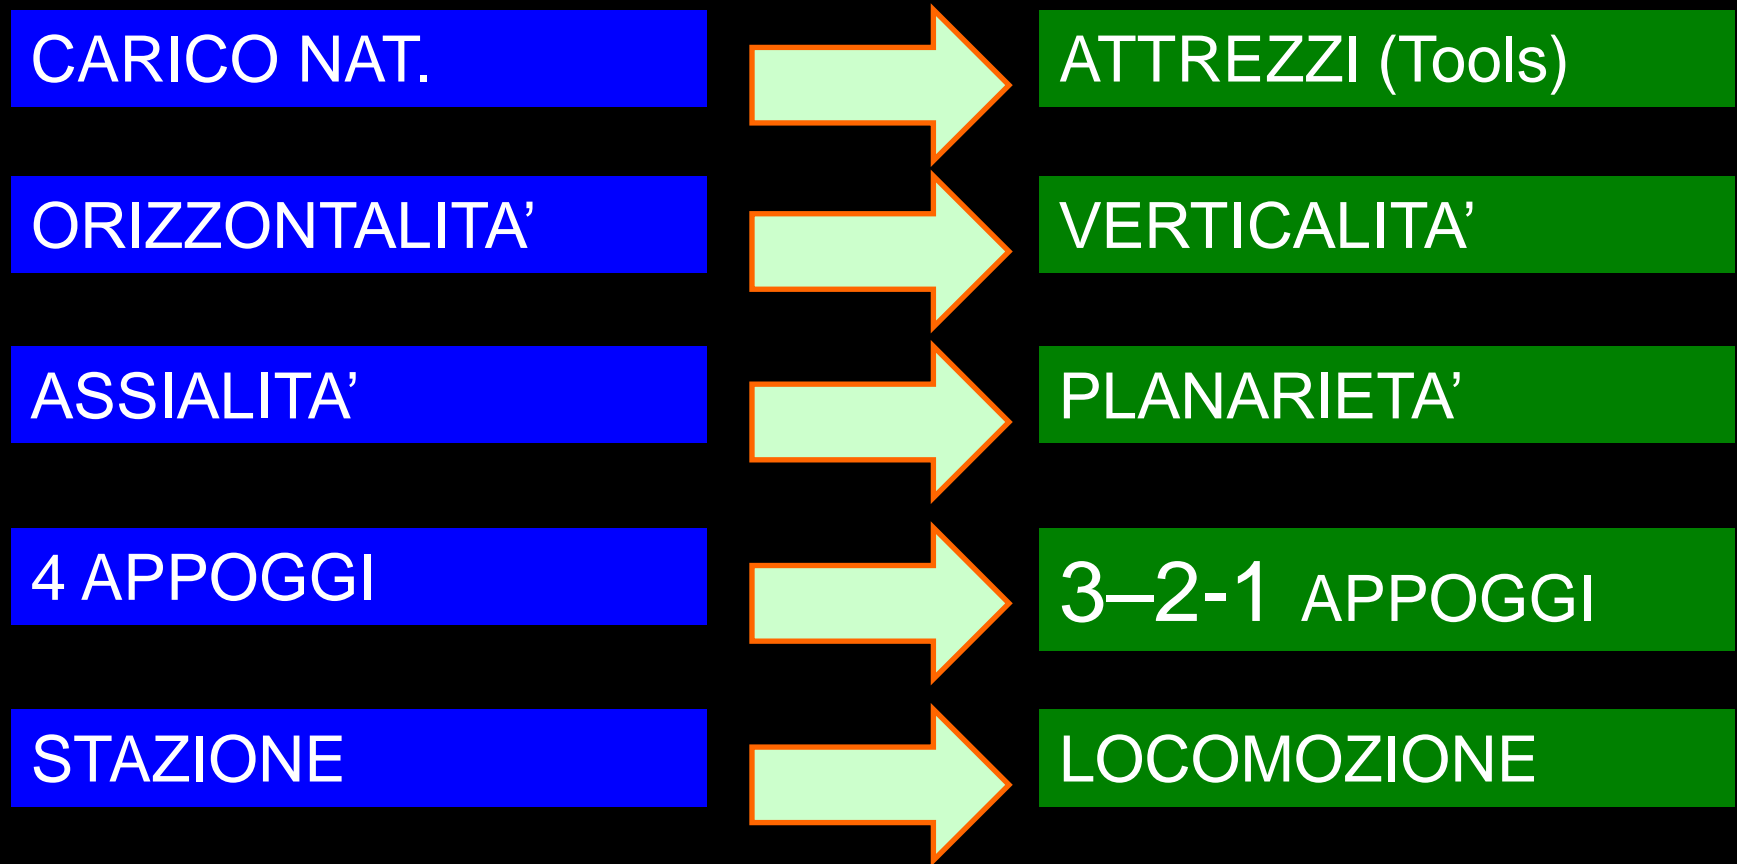 CARICO NAT.
ATTREZZI (Tools)
ORIZZONTALITA’
VERTICALITA’
ASSIALITA’
PLANARIETA’
4 APPOGGI
3–2-1 APPOGGI
STAZIONE
LOCOMOZIONE